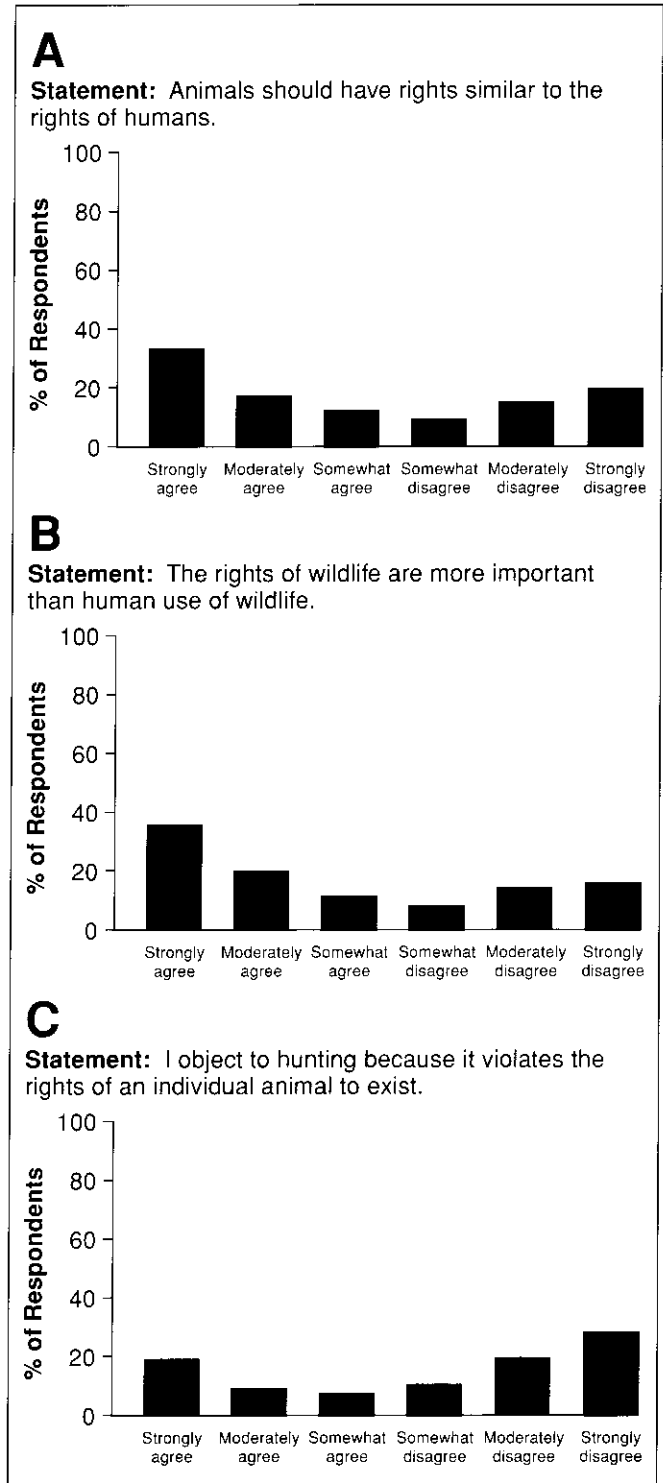 A
Statement: Animals should have rights similar to the
rights of humans.
100
80
60
40
20
0
% of Respondents
Strongly agree
Moderately agree
Somewhat agree
Somewhat disagree
Moderately disagree
Strongly disagree
B
Statement: The rights of wildlife are more important
than human use of wildlife.
100
80
60
40
20
0
% of Respondents
Strongly agree
Moderately agree
Somewhat agree
Somewhat disagree
Moderately disagree
Strongly disagree
C
Statement: I object to hunting because it violates the
rights of an individual animal to exist.
100
80
60
40
20
0
% of Respondents
Strongly agree
Moderately agree
Somewhat agree
Somewhat disagree
Moderately disagree
Strongly disagree